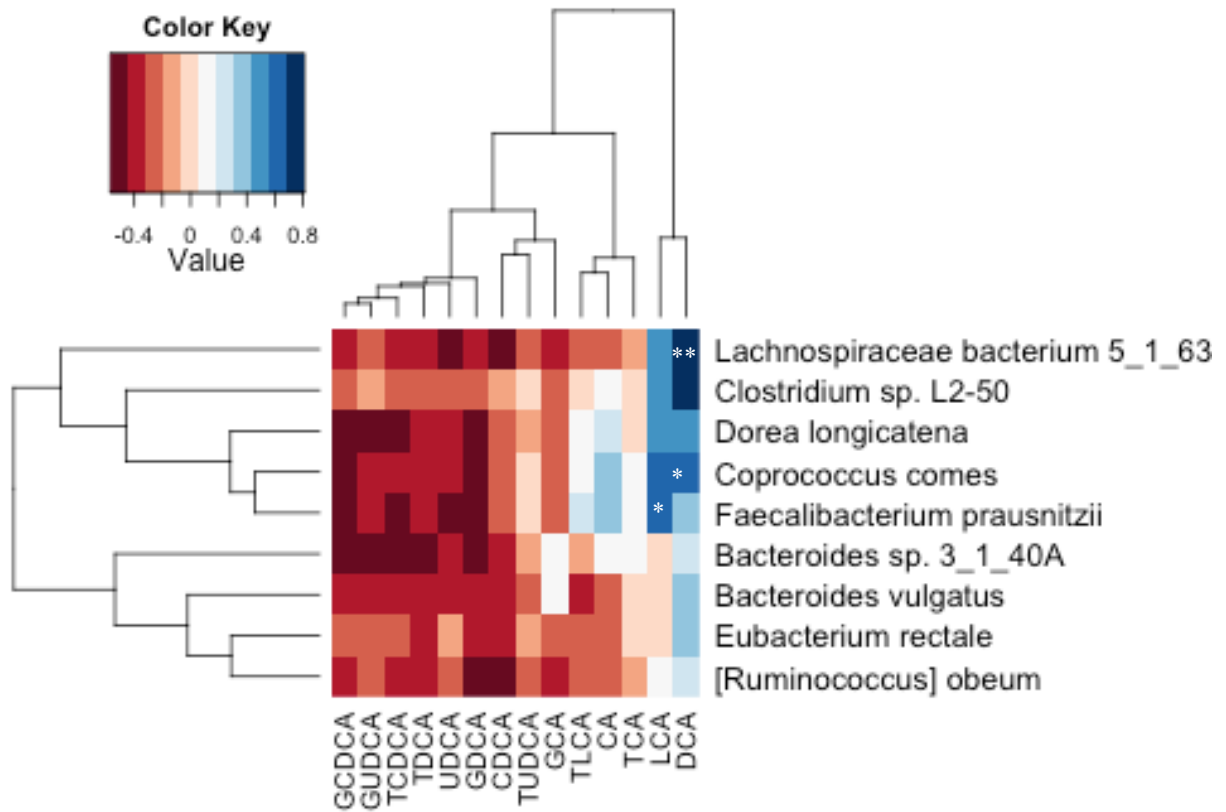 Color Key
-0.4 0 0.4 0.8
Value
** Lachnospiraceae bacterium 5_1_63
Clostridium sp. L2-50
Dorea longicatena
* Coprococcus comes
* Faecalibacterium prausnitzii
Bacteroides sp. 3_1_40A
Bacteroides vulgatus
Eubacterium rectale
[Ruminococcus] obeum
GCDCA
GUDCA
TCDCA
TDCA
UDCA
GDCA
CDCA
TUDCA
GCA
TLCA
CA
TCA
LCA
DCA